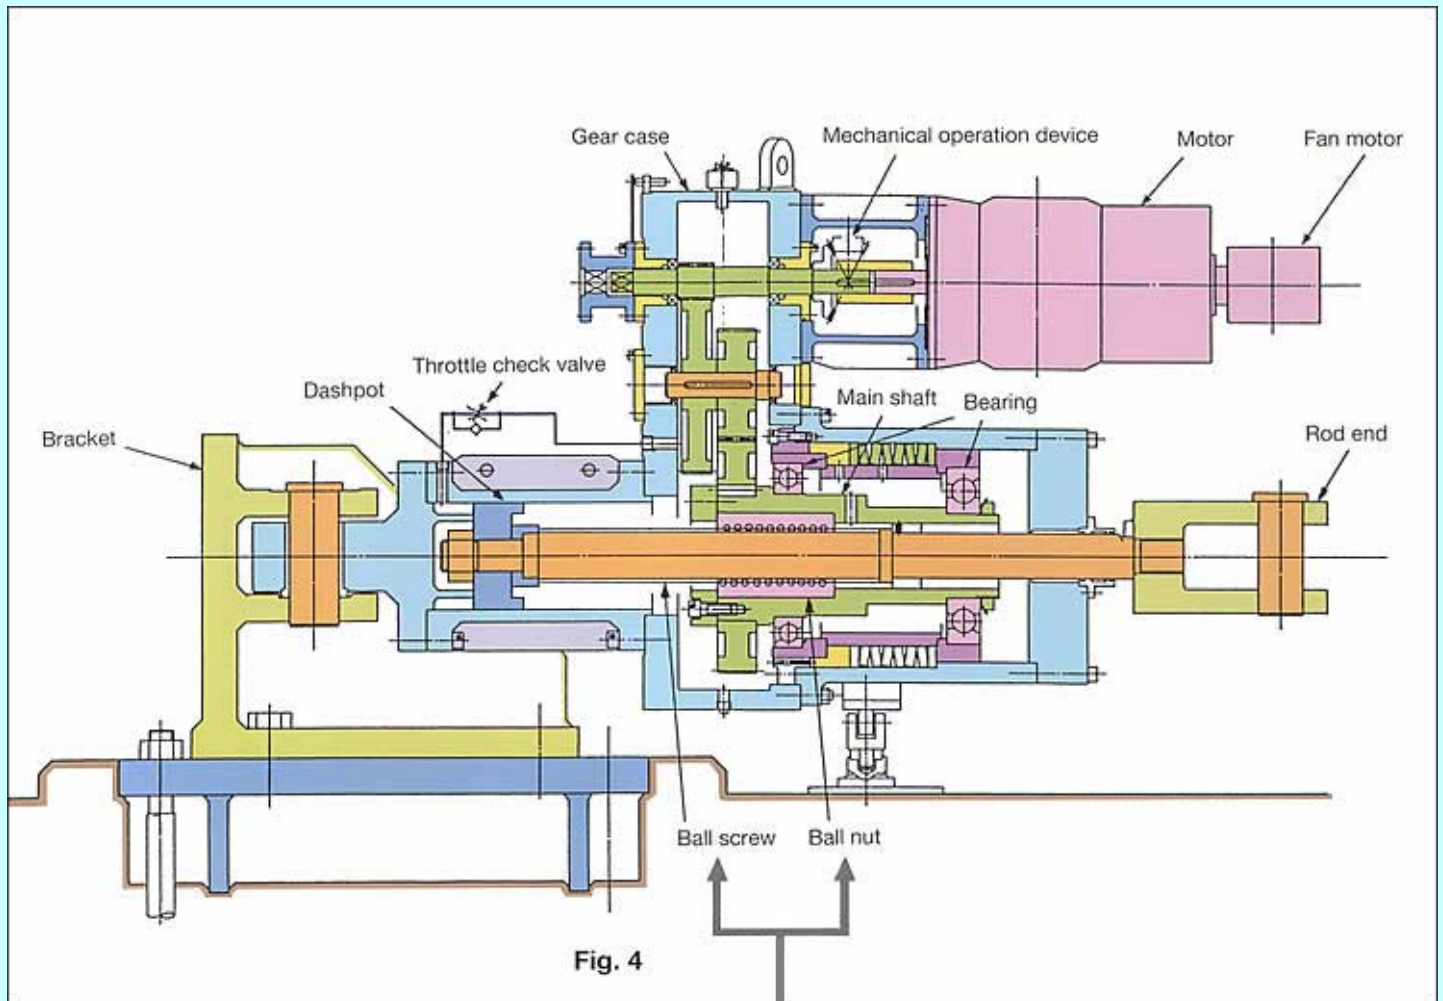 Gear case
Mechanical operation device
Motor
Fan motor
Throttle check valve
Dashpot
Main shaft
Bearing
Bracket
Rod end
Ball screw
Ball nut
Fig. 4